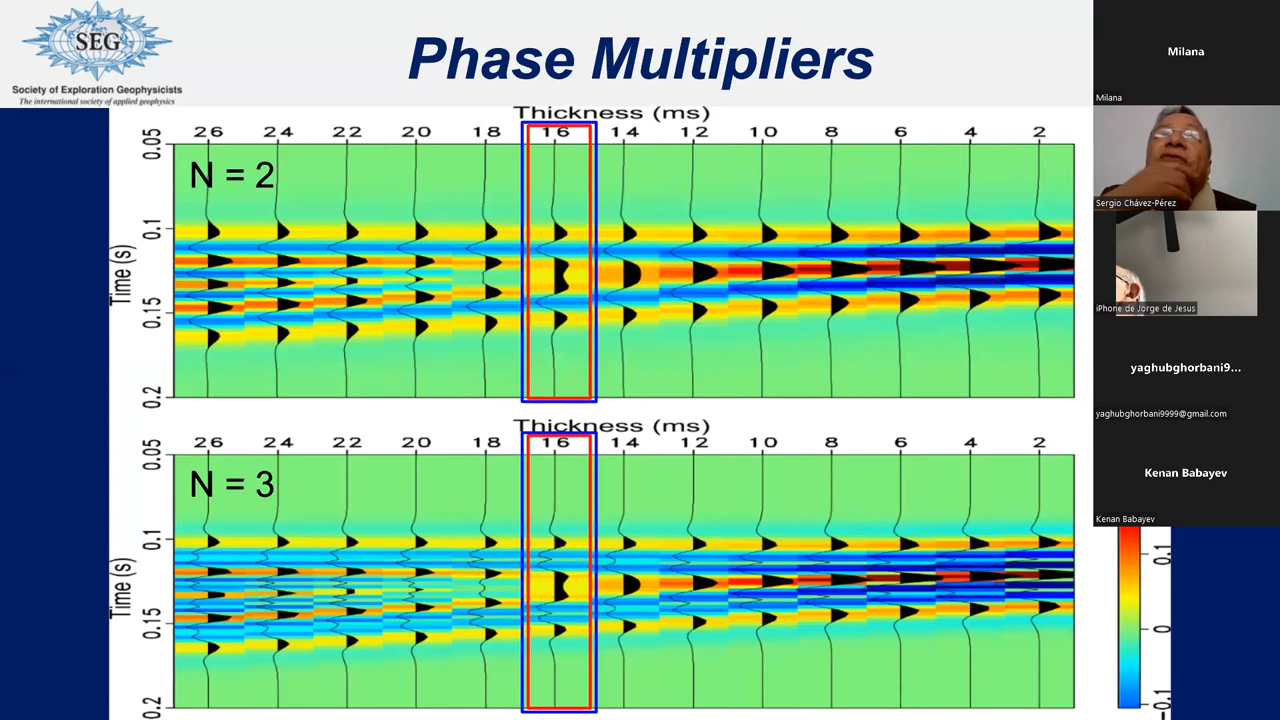 SEG
Society of Exploration Geophysicists
The international society of applied geophysics
Phase Multipliers
Thickness (ms)
26 24 22 20 18 16 14 12 10 8 6 4 2
N = 2
Time (s)
0.05
0.1
0.15
0.2
Thickness (ms)
26 24 22 20 18 16 14 12 10 8 6 4 2
N = 3
Time (s)
0.05
0.1
0.15
0.2
0.1
0
-0.1
Milana
Milana
Sergio Chávez-Pérez
iPhone de Jorge de Jesus
yaghubghorbani9...
yaghubghorbani9999@gmail.com
Kenan Babayev
Kenan Babayev